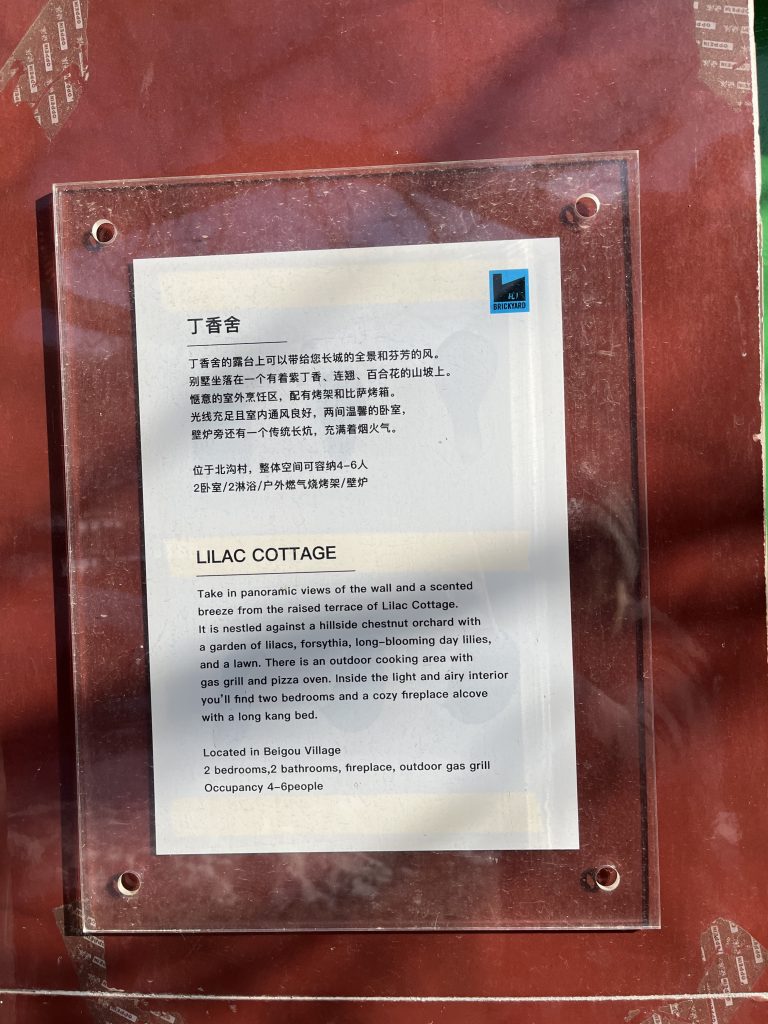 瓦厂
BRICKYARD
丁香舍
丁香舍的露台上可以带给您长城的全景和芬芳的风。
别墅坐落在一个有着紫丁香、连翘、百合花的山坡上。
惬意的室外烹饪区，配有烤架和比萨烤箱。
光线充足且室内通风良好，两间温馨的卧室，
壁炉旁还有一个传统长炕，充满着烟火气。
位于北沟村，整体空间可容纳4-6人
2卧室/2淋浴/户外燃气烧烤架/壁炉
LILAC COTTAGE
Take in panoramic views of the wall and a scented
breeze from the raised terrace of Lilac Cottage.
It is nestled against a hillside chestnut orchard with
a garden of lilacs, forsythia, long-blooming day lilies,
and a lawn. There is an outdoor cooking area with
gas grill and pizza oven. Inside the light and airy interior
you'll find two bedrooms and a cozy fireplace alcove
with a long kang bed.
Located in Beigou Village
2 bedrooms,2 bathrooms, fireplace, outdoor gas grill
Occupancy 4-6people